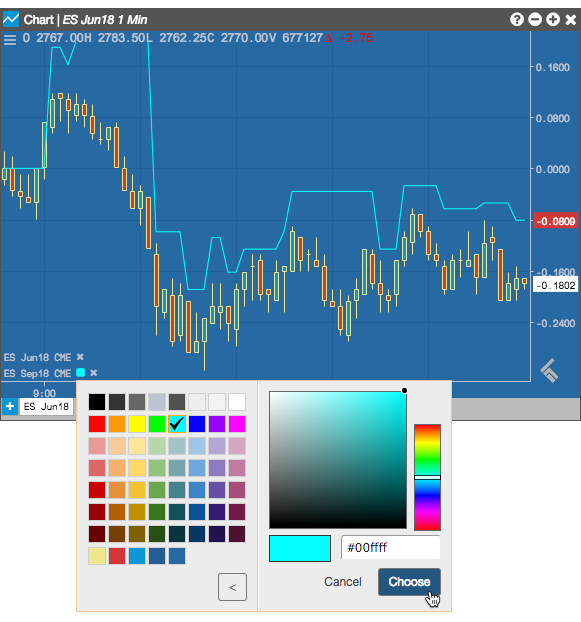 Chart | ES Jun18 1 Min
O 2767.00H 2783.50L 2762.25C 2770.00V 677127▲ -2.75
0.1600
0.0800
0.0000
-0.0809
-0.1600
-0.1802
-0.2400
ES Jun18 CME ×
ES Sep18 CME ×
9:00
+ ES Jun18
#00ffff
<
Cancel Choose